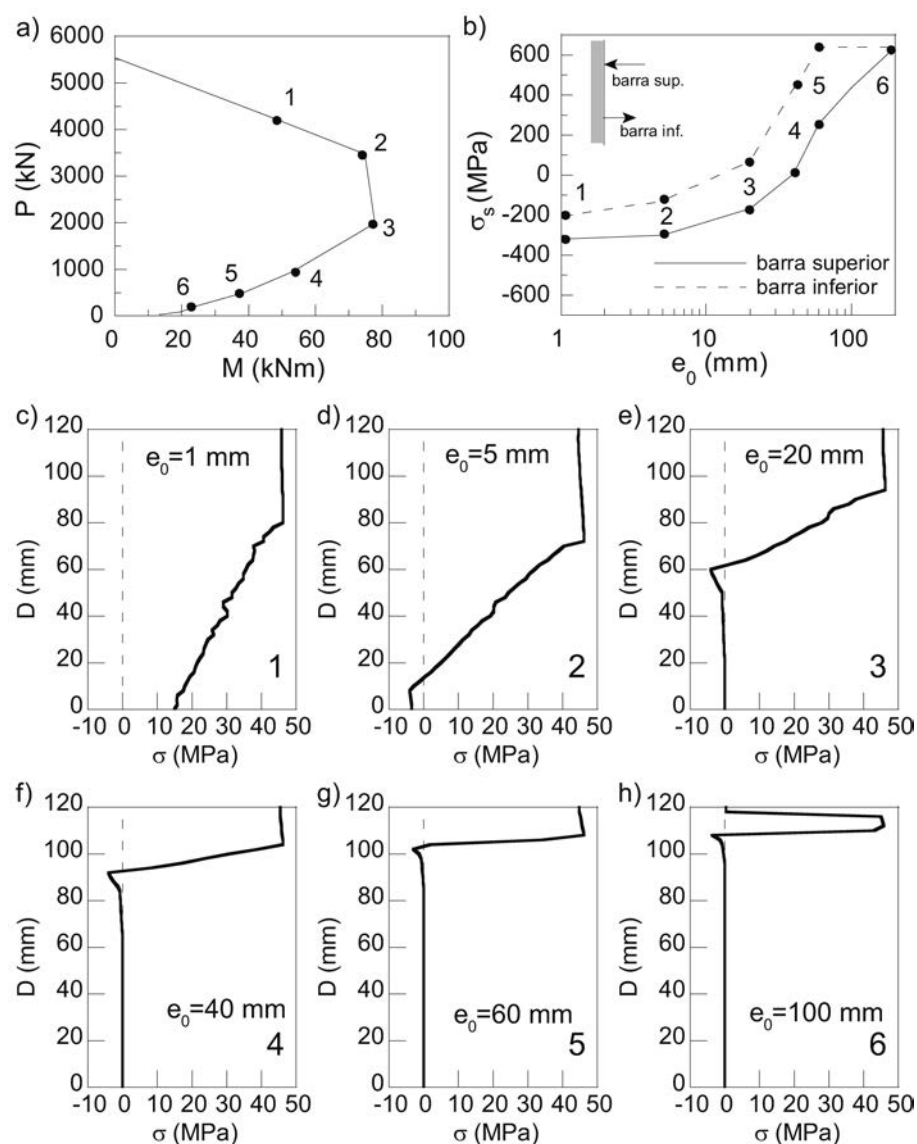 a)
6000
5000
4000
3000
2000
1000
0
P (kN)
1
2
3
4
5
6
20 40 60 80 100
M (kNm)
b)
600
400
200
0
-200
-400
-600
σs (MPa)
barra sup.
barra inf.
1
2
3
4
5
6
barra superior
barra inferior
1 10 100
e0 (mm)
c)
120
100
80
60
40
20
0
D (mm)
e0=1 mm
1
-10 0 10 20 30 40 50
σ (MPa)
d)
120
100
80
60
40
20
0
D (mm)
e0=5 mm
2
-10 0 10 20 30 40 50
σ (MPa)
e)
120
100
80
60
40
20
0
D (mm)
e0=20 mm
3
-10 0 10 20 30 40 50
σ (MPa)
f)
120
100
80
60
40
20
0
D (mm)
e0=40 mm
4
-10 0 10 20 30 40 50
σ (MPa)
g)
120
100
80
60
40
20
0
D (mm)
e0=60 mm
5
-10 0 10 20 30 40 50
σ (MPa)
h)
120
100
80
60
40
20
0
D (mm)
e0=100 mm
6
-10 0 10 20 30 40 50
σ (MPa)